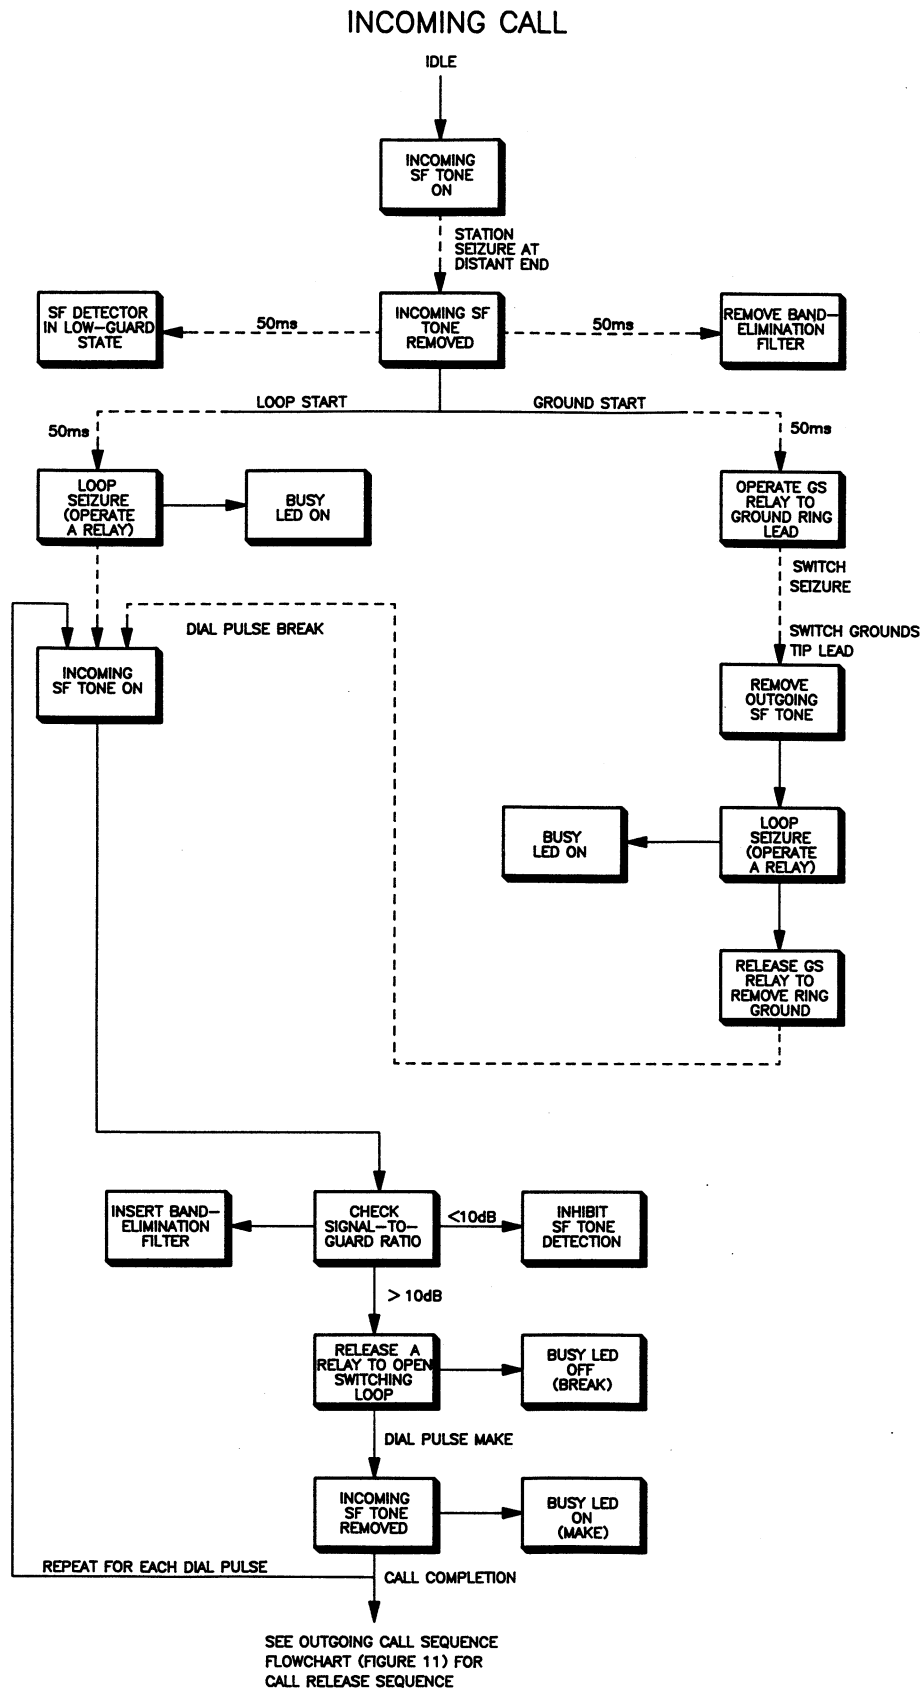 INCOMING CALL
IDLE
INCOMING
SF TONE
ON
STATION
SEIZURE AT
DISTANT END
SF DETECTOR
IN LOW-GUARD
STATE
50ms
INCOMING SF
TONE
REMOVED
50ms
REMOVE BAND-
ELIMINATION
FILTER
LOOP START
GROUND START
50ms
50ms
LOOP
SEIZURE
(OPERATE
A RELAY)
BUSY
LED ON
OPERATE GS
RELAY TO
GROUND RING
LEAD
SWITCH
SEIZURE
DIAL PULSE BREAK
SWITCH GROUNDS
TIP LEAD
INCOMING
SF TONE ON
REMOVE
OUTGOING
SF TONE
BUSY
LED ON
LOOP
SEIZURE
(OPERATE
A RELAY)
RELEASE GS
RELAY TO
REMOVE RING
GROUND
INSERT BAND-
ELIMINATION
FILTER
CHECK
SIGNAL-TO-
GUARD RATIO
<10dB
INHIBIT
SF TONE
DETECTION
> 10dB
RELEASE A
RELAY TO OPEN
SWITCHING
LOOP
BUSY LED
OFF
(BREAK)
DIAL PULSE MAKE
INCOMING
SF TONE
REMOVED
BUSY LED
ON
(MAKE)
REPEAT FOR EACH DIAL PULSE
CALL COMPLETION
SEE OUTGOING CALL SEQUENCE
FLOWCHART (FIGURE 11) FOR
CALL RELEASE SEQUENCE